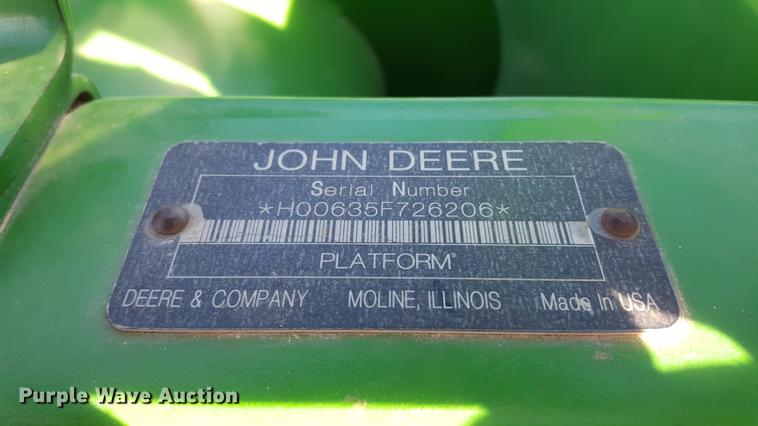 JOHN DEERE
Serial Number
*H00635F726206*
PLATFORM
DEERE & COMPANY MOLINE, ILLINOIS Made In USA
Purple Wave Auction®